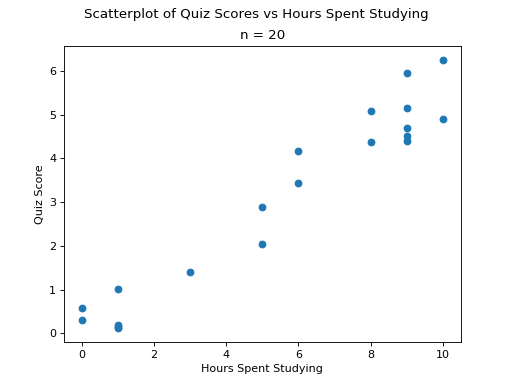 Scatterplot of Quiz Scores vs Hours Spent Studying
n = 20
6
5
4
3
2
1
0
Quiz Score
0 2 4 6 8 10
Hours Spent Studying